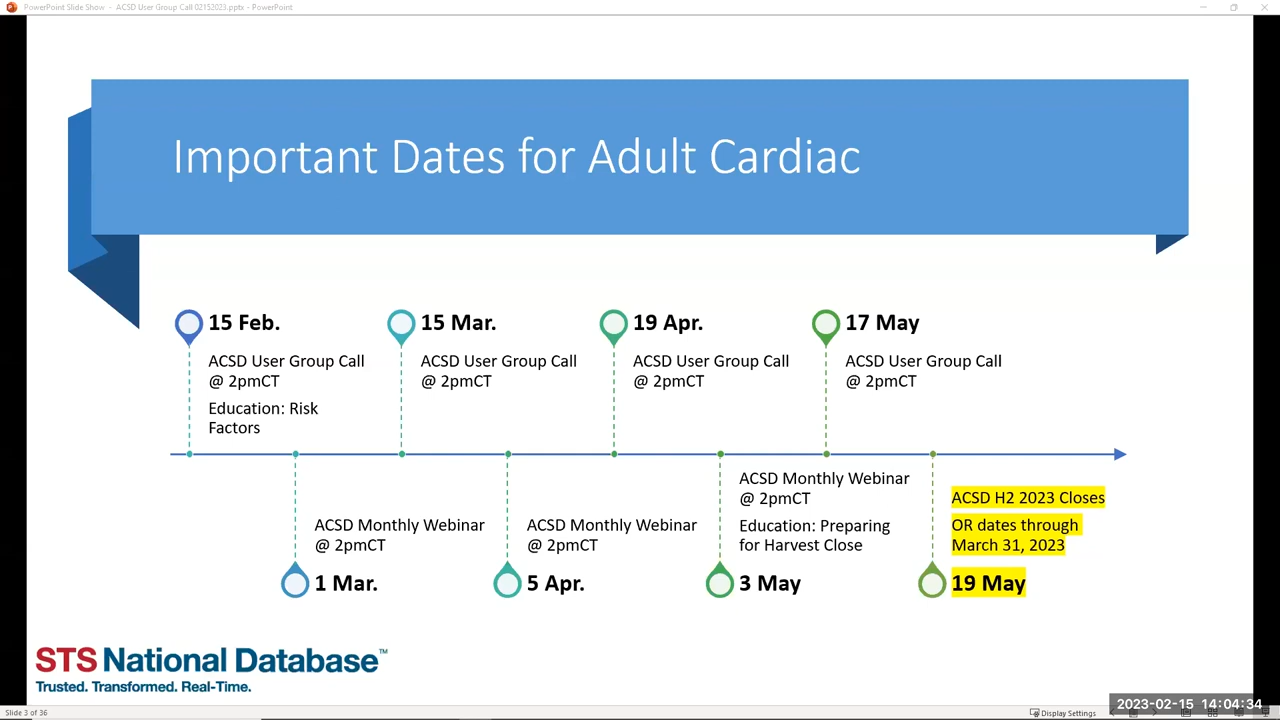 PowerPoint Slide Show - ACSD User Group Call 02152023.pptx - PowerPoint
Important Dates for Adult Cardiac
15 Feb.
ACSD User Group Call
@ 2pmCT
Education: Risk
Factors
1 Mar.
ACSD Monthly Webinar
@ 2pmCT
15 Mar.
ACSD User Group Call
@ 2pmCT
5 Apr.
ACSD Monthly Webinar
@ 2pmCT
19 Apr.
ACSD User Group Call
@ 2pmCT
3 May
ACSD Monthly Webinar
@ 2pmCT
Education: Preparing
for Harvest Close
17 May
ACSD User Group Call
@ 2pmCT
19 May
ACSD H2 2023 Closes
OR dates through
March 31, 2023
STS National Database™
Trusted. Transformed. Real-Time.
Slide 3 of 36
Display Settings
2023-02-15 14:04:34